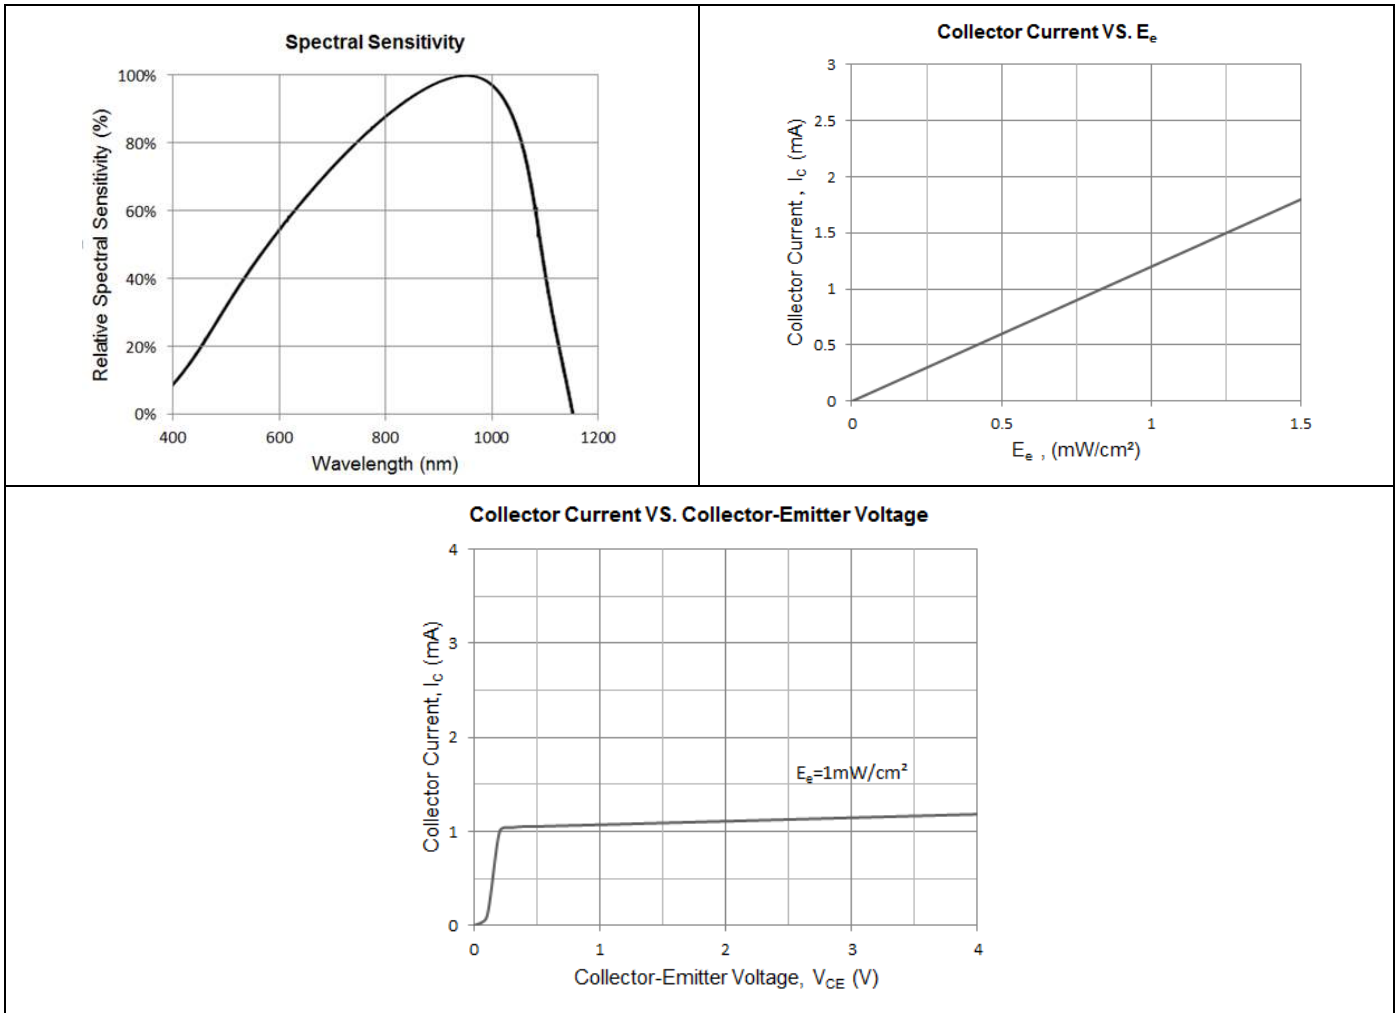 Spectral Sensitivity
Relative Spectral Sensitivity (%)
100%
80%
60%
40%
20%
0%
400 600 800 1000 1200
Wavelength (nm)
Collector Current VS. Eₑ
Collector Current , I_C (mA)
3
2.5
2
1.5
1
0.5
0
0 0.5 1 1.5
Eₑ , (mW/cm²)
Collector Current VS. Collector-Emitter Voltage
Collector Current, I_C (mA)
4
3
2
1
0
Eₑ=1mW/cm²
0 1 2 3 4
Collector-Emitter Voltage, V_CE (V)